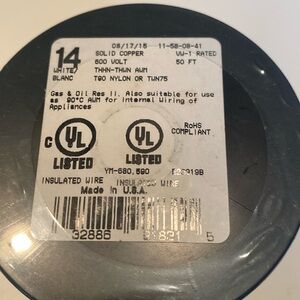 08/17/15 11-58-08-41
14 SOLID COPPER VW-1 RATED
600 VOLT 50 FT
WHITE/ THHN-THWN AWM
BLANC T90 NYLON OR TWN75
Gas & Oil Res II. Also suitable for use
as 90°C AWM for Internal Wiring of
Appliances
RoHS
COMPLIANT
C UL UL
LISTED LISTED
YM-680,590
INSULATED WIRE INSULATED WIRE
Made in U.S.A.
32886 5